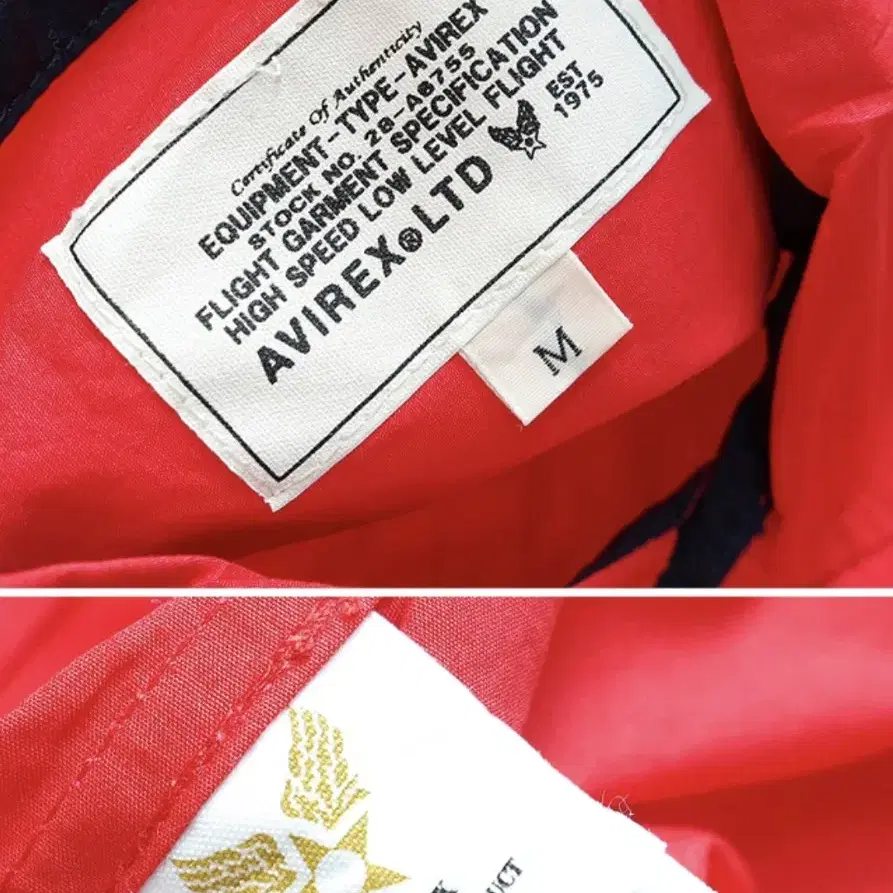 Certificate Of Authenticity
EQUIPMENT-TYPE-AVIREX
STOCK NO. 28-A6755
FLIGHT GARMENT SPECIFICATION
HIGH SPEED LOW LEVEL FLIGHT
AVIREX® LTD
EST
1975
M